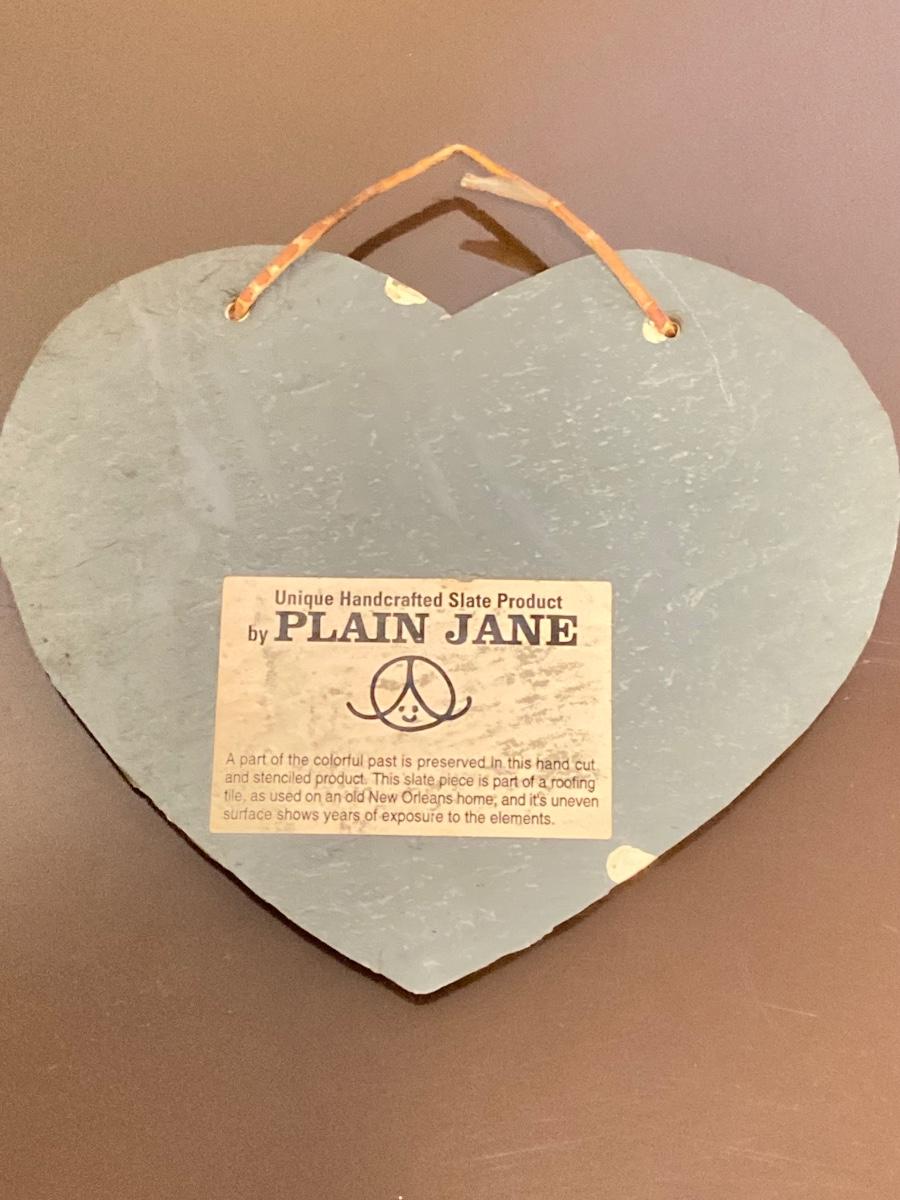 Unique Handcrafted Slate Product
by PLAIN JANE
A part of the colorful past is preserved in this hand cut
and stenciled product. This slate piece is part of a roofing
tile, as used on an old New Orleans home, and it's uneven
surface shows years of exposure to the elements.